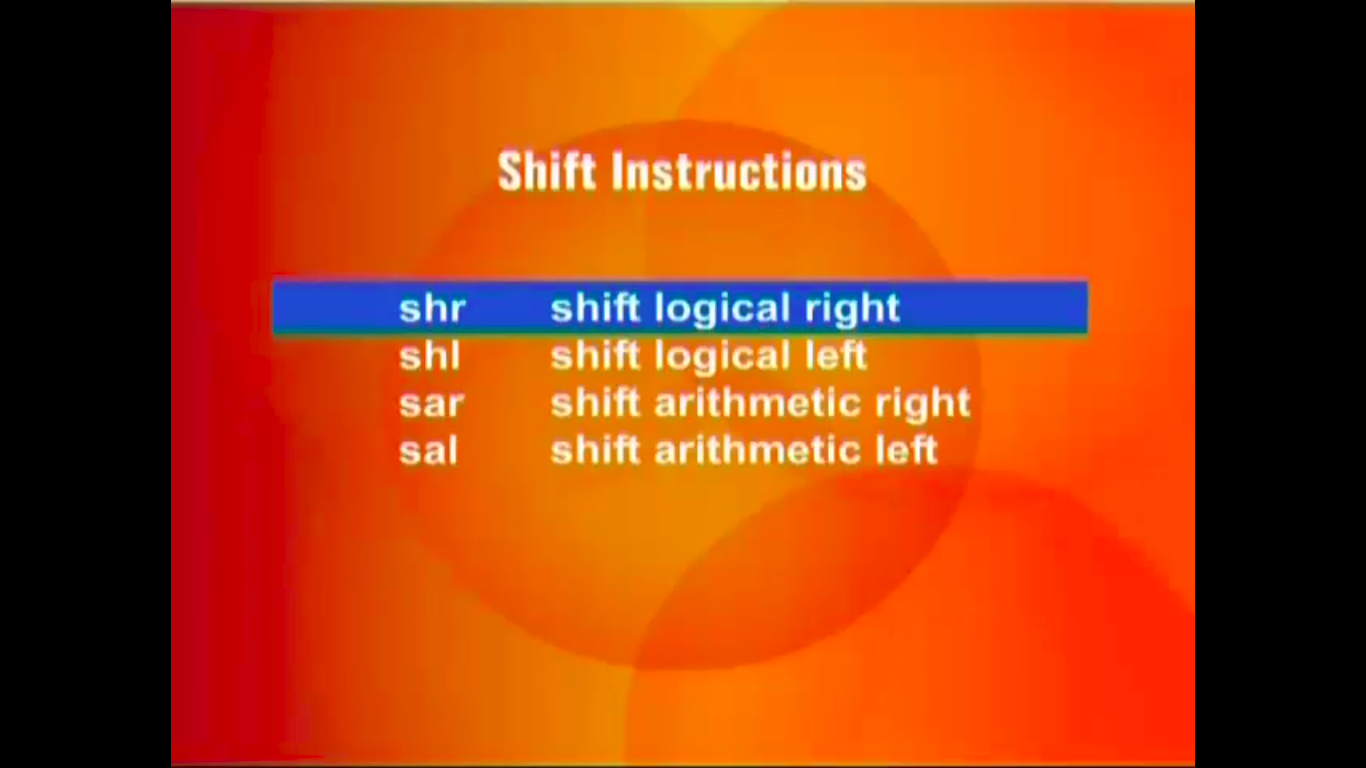 Shift Instructions
shr shift logical right
shl shift logical left
sar shift arithmetic right
sal shift arithmetic left